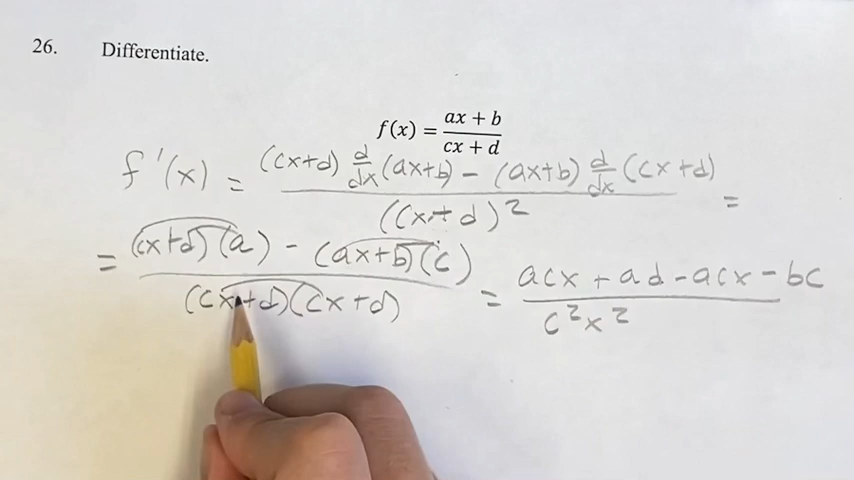 26. Differentiate.
f(x) = (ax + b)/(cx + d)
f'(x) = ((cx+d) d/dx (ax+b) - (ax+b) d/dx (cx+d))/((cx+d)²) =
= ((cx+d)(a) - (ax+b)(c))/((cx+d)(cx+d)) = (acx + ad - acx - bc)/(c²x²)